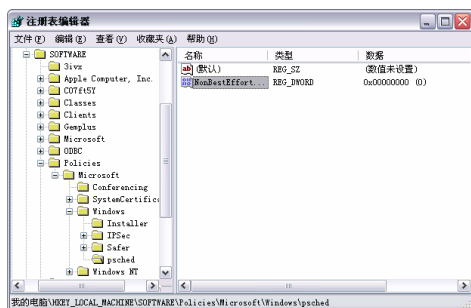 注册表编辑器
文件(F) 编辑(E) 查看(V) 收藏夹(A) 帮助(H)
SOFTWARE
3ivx
Apple Computer, Inc.
C07ft5Y
Classes
Clients
Gemplus
Microsoft
ODBC
Policies
Microsoft
Conferencing
SystemCertific
Windows
Installer
IPSec
Safer
psched
Windows NT
名称 类型 数据
ab (默认) REG_SZ (数值未设置)
NonBestEffort... REG_DWORD 0x00000000 (0)
我的电脑\HKEY_LOCAL_MACHINE\SOFTWARE\Policies\Microsoft\Windows\psched